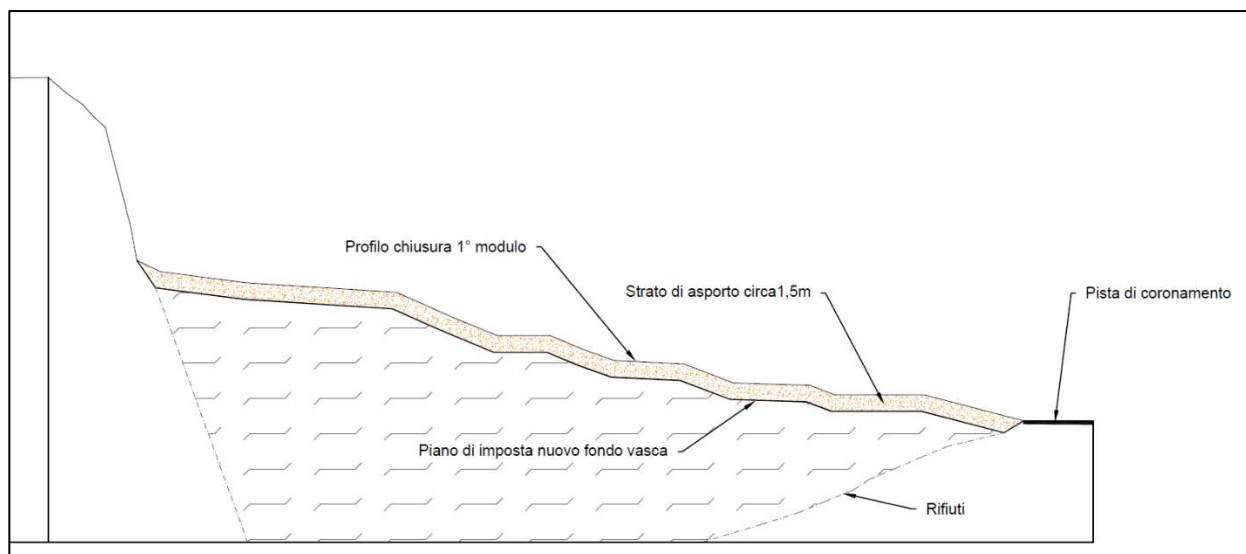 Profilo chiusura 1° modulo
Strato di asporto circa1,5m
Pista di coronamento
Piano di imposta nuovo fondo vasca
Rifiuti